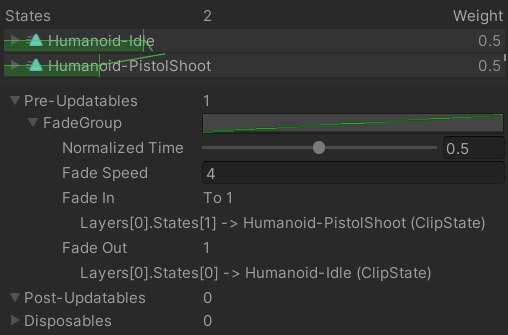 States 2 Weight
Humanoid-Idle 0.5
Humanoid-PistolShoot 0.5
Pre-Updatables 1
FadeGroup
Normalized Time 0.5
Fade Speed 4
Fade In To 1
Layers[0].States[1] -> Humanoid-PistolShoot (ClipState)
Fade Out 1
Layers[0].States[0] -> Humanoid-Idle (ClipState)
Post-Updatables 0
Disposables 0